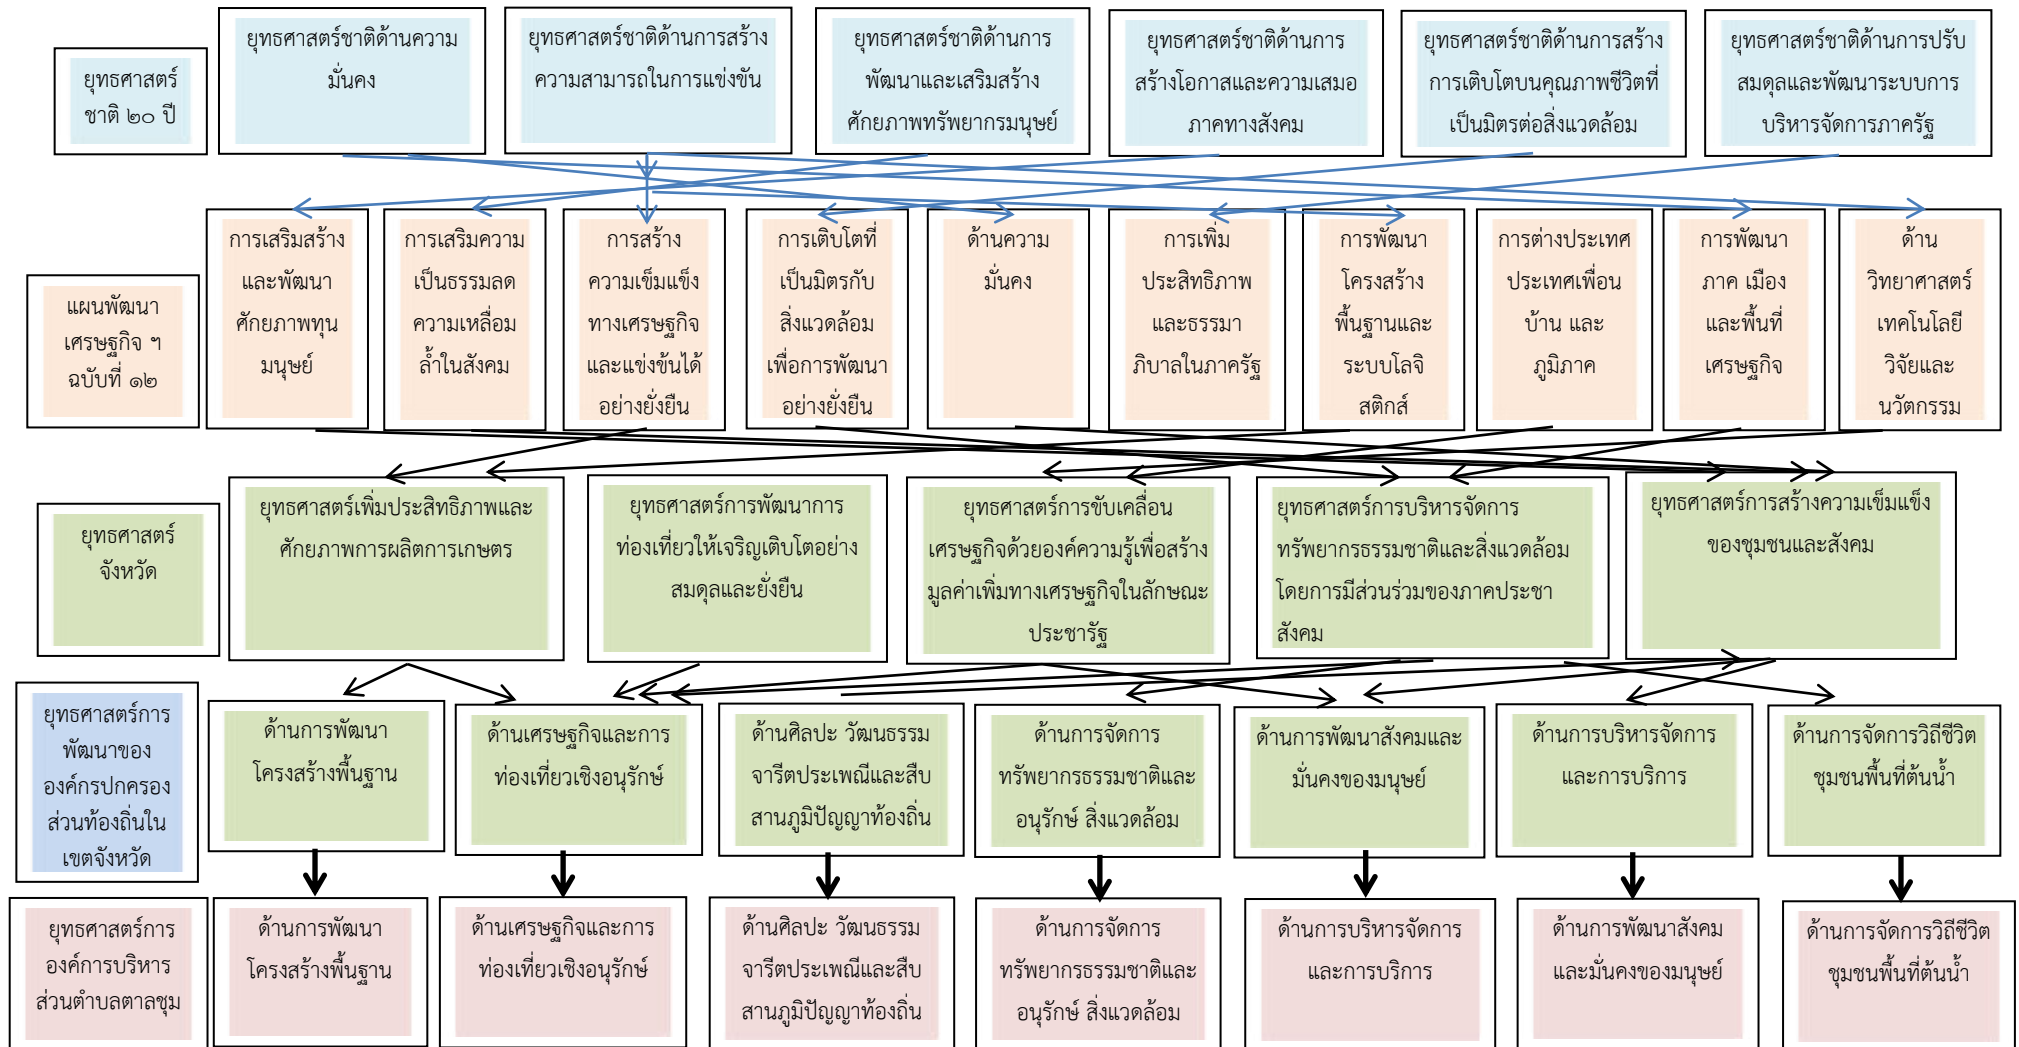 ยุทธศาสตร์
ชาติ ๒๐ ปี
ยุทธศาสตร์ชาติด้านความ
มั่นคง
ยุทธศาสตร์ชาติด้านการสร้าง
ความสามารถในการแข่งขัน
ยุทธศาสตร์ชาติด้านการ
พัฒนาและเสริมสร้าง
ศักยภาพทรัพยากรมนุษย์
ยุทธศาสตร์ชาติด้านการ
สร้างโอกาสและความเสมอ
ภาคทางสังคม
ยุทธศาสตร์ชาติด้านการสร้าง
การเติบโตบนคุณภาพชีวิตที่
เป็นมิตรต่อสิ่งแวดล้อม
ยุทธศาสตร์ชาติด้านการปรับ
สมดุลและพัฒนาระบบการ
บริหารจัดการภาครัฐ
แผนพัฒนา
เศรษฐกิจ ฯ
ฉบับที่ ๑๒
การเสริมสร้าง
และพัฒนา
ศักยภาพทุน
มนุษย์
การเสริมความ
เป็นธรรมลด
ความเหลื่อม
ล้ำในสังคม
การสร้าง
ความเข็มแข็ง
ทางเศรษฐกิจ
และแข่งข้นได้
อย่างยั่งยืน
การเติบโตที่
เป็นมิตรกับ
สิ่งแวดล้อม
เพื่อการพัฒนา
อย่างยั่งยืน
ด้านความ
มั่นคง
การเพิ่ม
ประสิทธิภาพ
และธรรมา
ภิบาลในภาครัฐ
การพัฒนา
โครงสร้าง
พื้นฐานและ
ระบบโลจิ
สติกส์
การต่างประเทศ
ประเทศเพื่อน
บ้าน และ
ภูมิภาค
การพัฒนา
ภาค เมือง
และพื้นที่
เศรษฐกิจ
ด้าน
วิทยาศาสตร์
เทคโนโลยี
วิจัยและ
นวัตกรรม
ยุทธศาสตร์
จังหวัด
ยุทธศาสตร์เพิ่มประสิทธิภาพและ
ศักยภาพการผลิตการเกษตร
ยุทธศาสตร์การพัฒนาการ
ท่องเที่ยวให้เจริญเติบโตอย่าง
สมดุลและยั่งยืน
ยุทธศาสตร์การขับเคลื่อน
เศรษฐกิจด้วยองค์ความรู้เพื่อสร้าง
มูลค่าเพิ่มทางเศรษฐกิจในลักษณะ
ประชารัฐ
ยุทธศาสตร์การบริหารจัดการ
ทรัพยากรธรรมชาติและสิ่งแวดล้อม
โดยการมีส่วนร่วมของภาคประชา
สังคม
ยุทธศาสตร์การสร้างความเข็มแข็ง
ของชุมชนและสังคม
ยุทธศาสตร์การ
พัฒนาของ
องค์กรปกครอง
ส่วนท้องถิ่นใน
เขตจังหวัด
ด้านการพัฒนา
โครงสร้างพื้นฐาน
ด้านเศรษฐกิจและการ
ท่องเที่ยวเชิงอนุรักษ์
ด้านศิลปะ วัฒนธรรม
จารีตประเพณีและสืบ
สานภูมิปัญญาท้องถิ่น
ด้านการจัดการ
ทรัพยากรธรรมชาติและ
อนุรักษ์ สิ่งแวดล้อม
ด้านการพัฒนาสังคมและ
มั่นคงของมนุษย์
ด้านการบริหารจัดการ
และการบริการ
ด้านการจัดการวิถีชีวิต
ชุมชนพื้นที่ต้นน้ำ
ยุทธศาสตร์การ
องค์การบริหาร
ส่วนตำบลตาลชุม
ด้านการพัฒนา
โครงสร้างพื้นฐาน
ด้านเศรษฐกิจและการ
ท่องเที่ยวเชิงอนุรักษ์
ด้านศิลปะ วัฒนธรรม
จารีตประเพณีและสืบ
สานภูมิปัญญาท้องถิ่น
ด้านการจัดการ
ทรัพยากรธรรมชาติและ
อนุรักษ์ สิ่งแวดล้อม
ด้านการบริหารจัดการ
และการบริการ
ด้านการพัฒนาสังคม
และมั่นคงของมนุษย์
ด้านการจัดการวิถีชีวิต
ชุมชนพื้นที่ต้นน้ำ